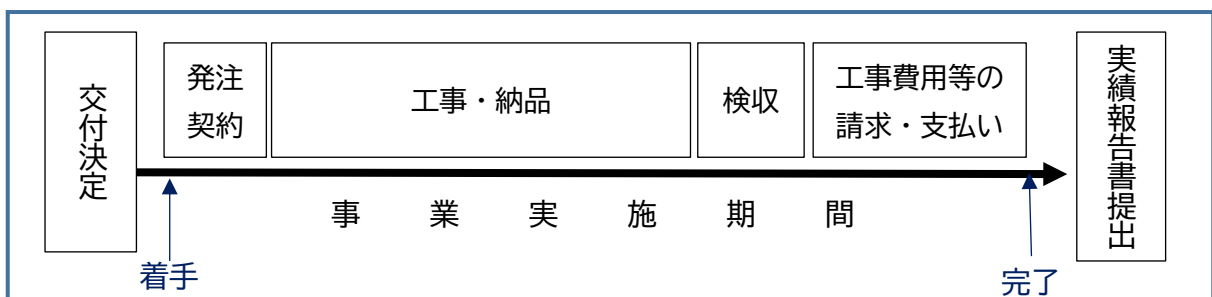 交付決定
発注
契約
工事・納品
検収
工事費用等の
請求・支払い
実績報告書提出
事業実施期間
着手
完了